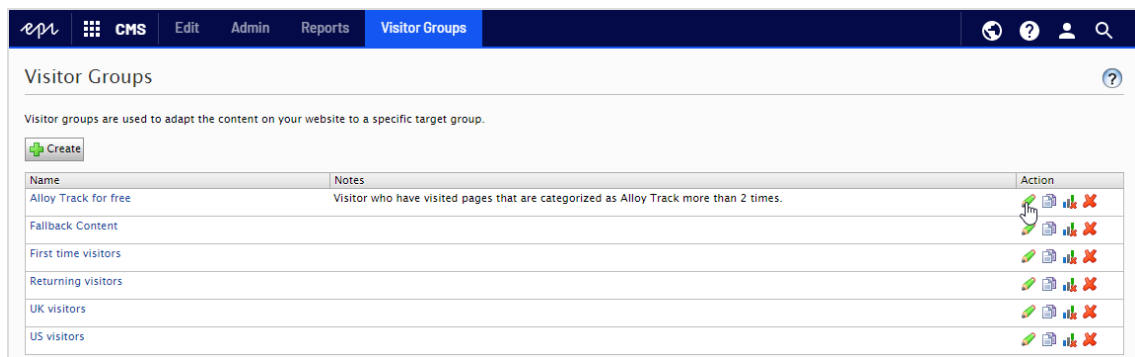 epi CMS Edit Admin Reports Visitor Groups ?
Visitor Groups ?
Visitor groups are used to adapt the content on your website to a specific target group.
Create
Name Notes Action
Alloy Track for free Visitor who have visited pages that are categorized as Alloy Track more than 2 times.
Fallback Content
First time visitors
Returning visitors
UK visitors
US visitors